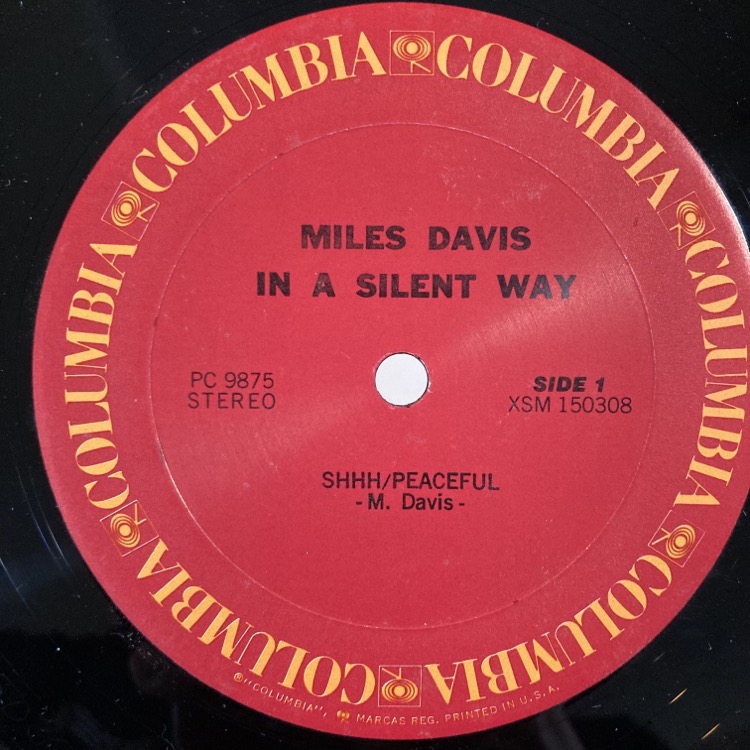 COLUMBIA COLUMBIA COLUMBIA COLUMBIA COLUMBIA COLUMBIA
MILES DAVIS
IN A SILENT WAY
PC 9875
STEREO
SIDE 1
XSM 150308
SHHH/PEACEFUL
- M. Davis -
®"COLUMBIA", MARCAS REG. PRINTED IN U.S.A.